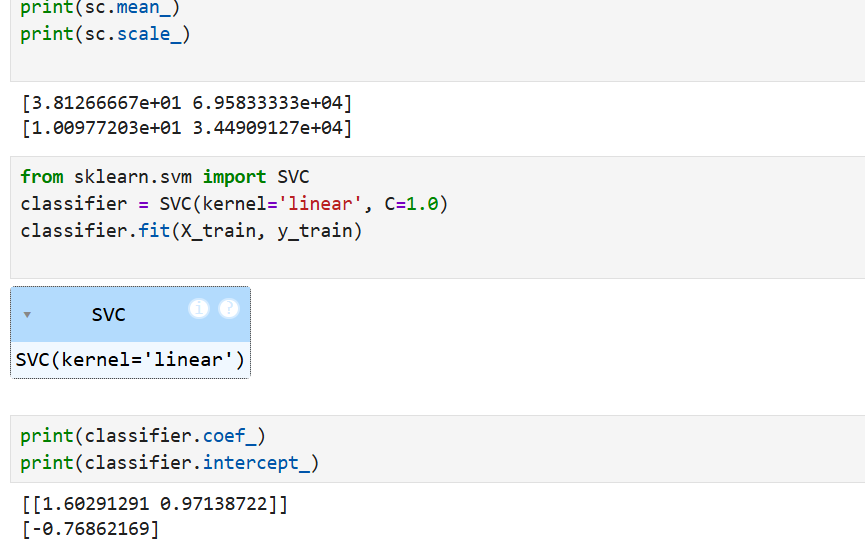 print(sc.mean_)
print(sc.scale_)
[3.81266667e+01 6.95833333e+04]
[1.00977203e+01 3.44909127e+04]
from sklearn.svm import SVC
classifier = SVC(kernel='linear', C=1.0)
classifier.fit(X_train, y_train)
▾ SVC i ?
SVC(kernel='linear')
print(classifier.coef_)
print(classifier.intercept_)
[[1.60291291 0.97138722]]
[-0.76862169]